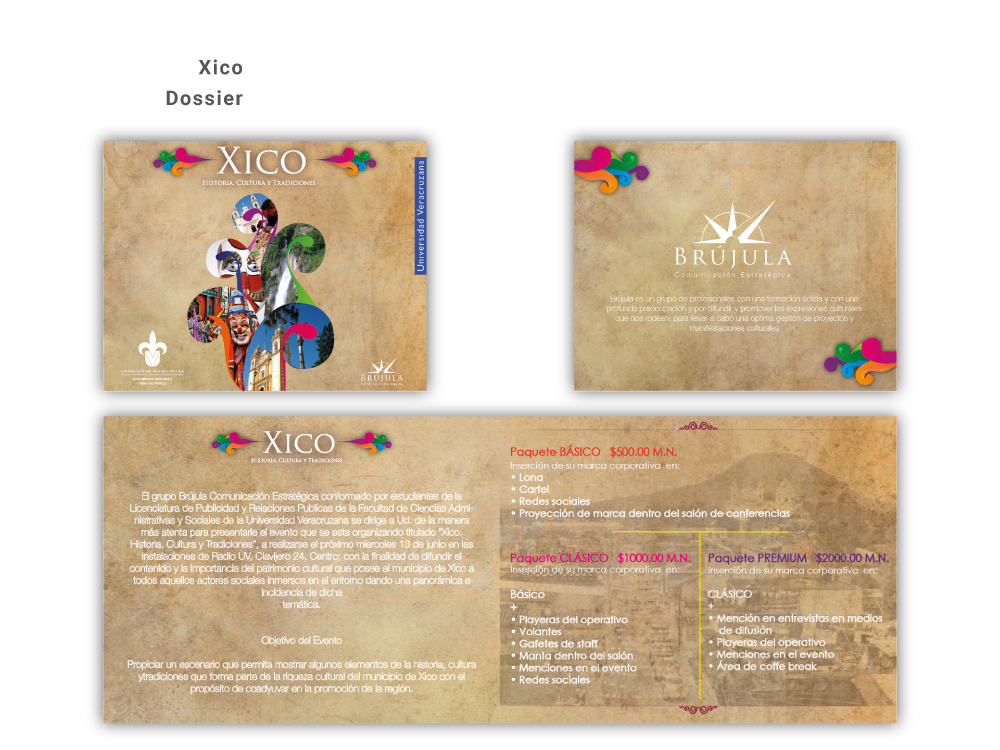 Xico
Dossier
XICO
HISTORIA, CULTURA Y TRADICIONES
Universidad Veracruzana
UNIVERSIDAD VERACRUZANA
BRÚJULA
BRÚJULA
Comunicación Estratégica
Brújula es un grupo de profesionales con una formación solida y con una
profunda preocupación y por difundir y promover las expresiones culturales
que nos rodean, para llevar a cabo una optima gestión de proyectos y
manifestaciones culturales.
XICO
HISTORIA, CULTURA Y TRADICIONES
El grupo Brújula Comunicación Estratégica conformado por estudiantes de la
Licenciatura de Publicidad y Relaciones Publicas de la Facultad de Ciencias Admi-
nistrativas y Sociales de la Universidad Veracruzana se dirige a Ud. de la manera
más atenta para presentarle el evento que se esta organizando titulado "Xico.
Historia, Cultura y Tradiciones", a realizarse el próximo miercoles 13 de junio en las
instalaciones de Radio UV, Clavijero 24, Centro; con la finalidad de difundir el
contenido y la importancia del patrimonio cultural que posee el municipio de Xico a
todos aquellos actores sociales inmersos en el entorno dando una panorámica e
incidencia de dicha
temática.
Objetivo del Evento
Propiciar un escenario que permita mostrar algunos elementos de la historia, cultura
ytradiciones que forma parte de la riqueza cultural del municipio de Xico con el
propósito de coadyuvar en la promoción de la región.
Paquete BÁSICO $500.00 M.N.
Inserción de su marca corporativa en:
• Lona
• Cartel
• Redes sociales
• Proyección de marca dentro del salón de conferencias
Paquete CLÁSICO $1000.00 M.N.
Inserción de su marca corporativa en:
Básico
+
• Playeras del operativo
• Volantes
• Gafetes de staff
• Manta dentro del salón
• Menciones en el evento
• Redes sociales
Paquete PREMIUM $2000.00 M.N.
Inserción de su marca corporativa en:
CLÁSICO
+
• Mención en entrevistas en medios
de difusión
• Playeras del operativo
• Menciones en el evento
• Área de coffe break